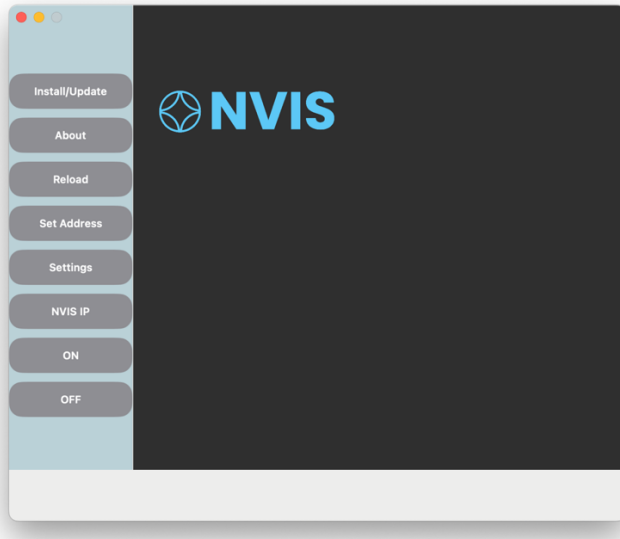 Install/Update
About
Reload
Set Address
Settings
NVIS IP
ON
OFF
NVIS